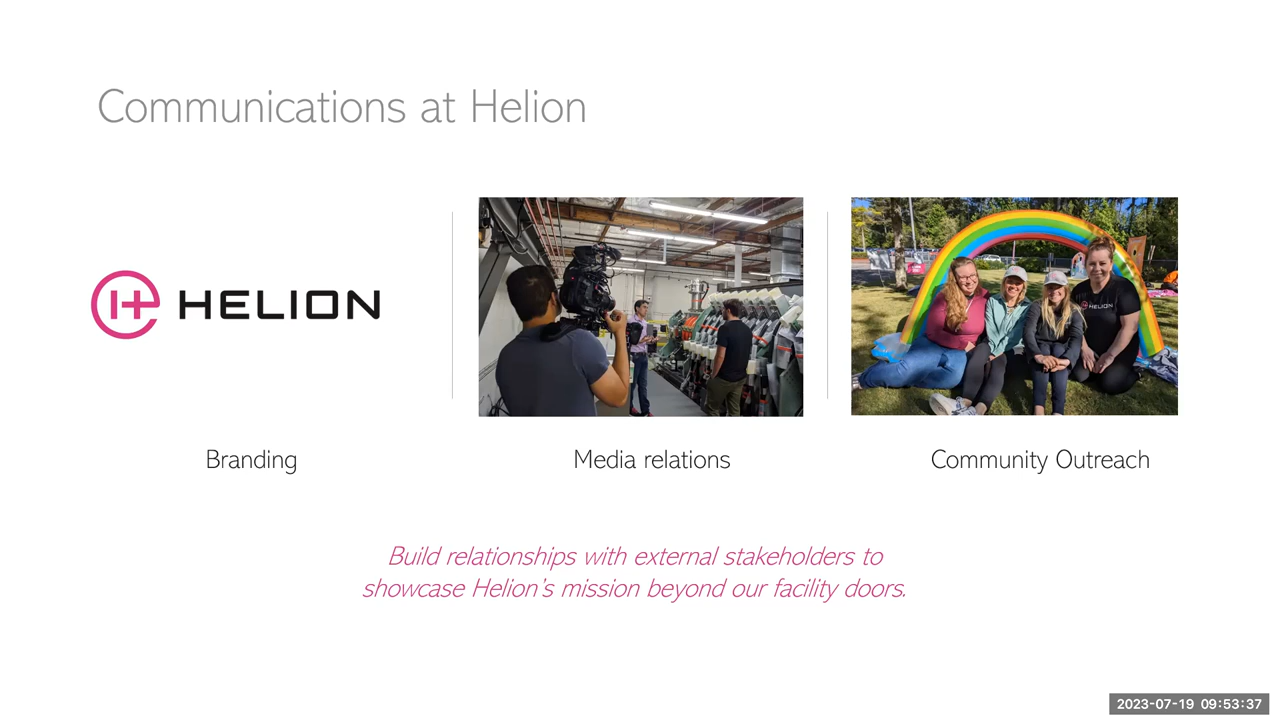 Communications at Helion
HELION
HELION
Branding
Media relations
Community Outreach
Build relationships with external stakeholders to
showcase Helion's mission beyond our facility doors.
2023-07-19 09:53:37